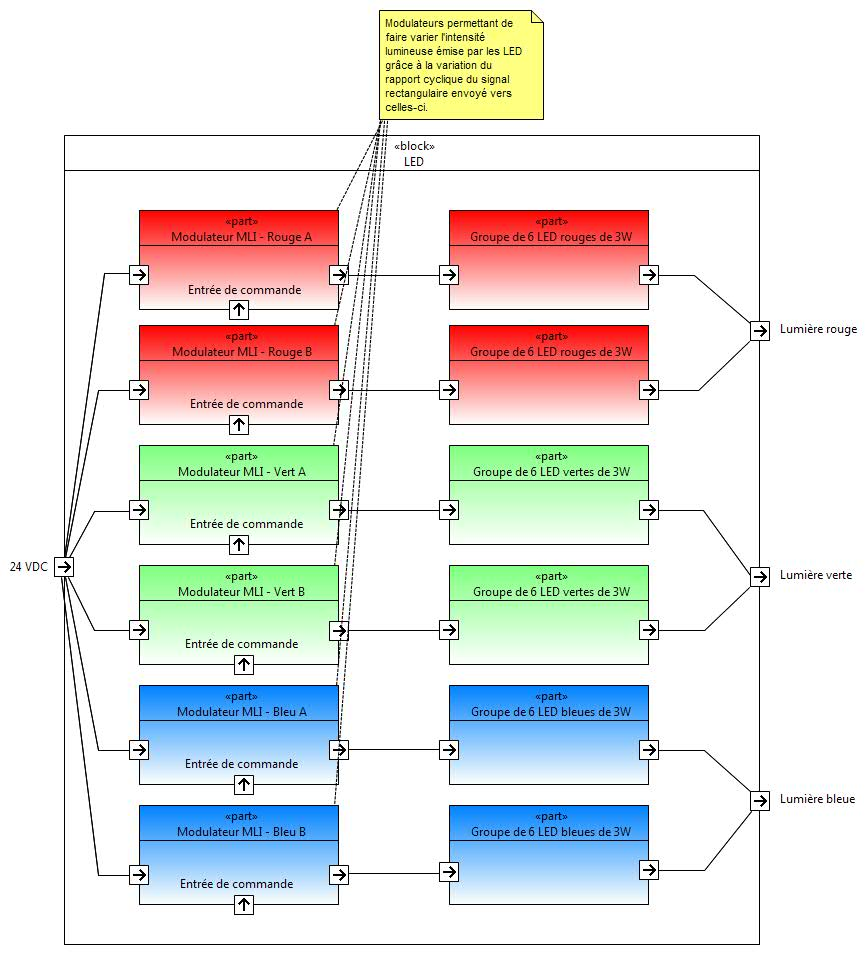 Modulateurs permettant de
faire varier l'intensité
lumineuse émise par les LED
grâce à la variation du
rapport cyclique du signal
rectangulaire envoyé vers
celles-ci.
«block»
LED
«part»
Modulateur MLI - Rouge A
Entrée de commande
«part»
Groupe de 6 LED rouges de 3W
«part»
Modulateur MLI - Rouge B
Entrée de commande
«part»
Groupe de 6 LED rouges de 3W
Lumière rouge
«part»
Modulateur MLI - Vert A
Entrée de commande
«part»
Groupe de 6 LED vertes de 3W
24 VDC
«part»
Modulateur MLI - Vert B
Entrée de commande
«part»
Groupe de 6 LED vertes de 3W
Lumière verte
«part»
Modulateur MLI - Bleu A
Entrée de commande
«part»
Groupe de 6 LED bleues de 3W
«part»
Modulateur MLI - Bleu B
Entrée de commande
«part»
Groupe de 6 LED bleues de 3W
Lumière bleue